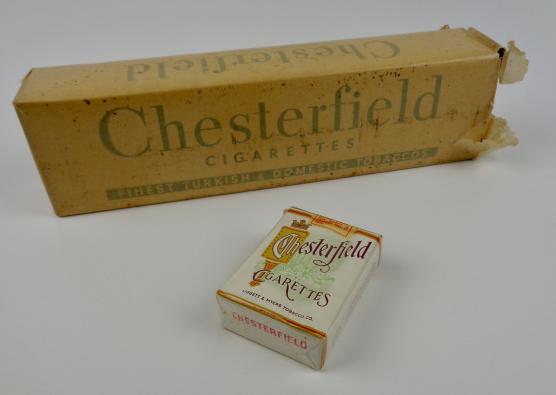 Chesterfield
Chesterfield
CIGARETTES
FINEST TURKISH & DOMESTIC TOBACCOS
Chesterfield
CIGARETTES
LIGGETT & MYERS TOBACCO CO.
CHESTERFIELD